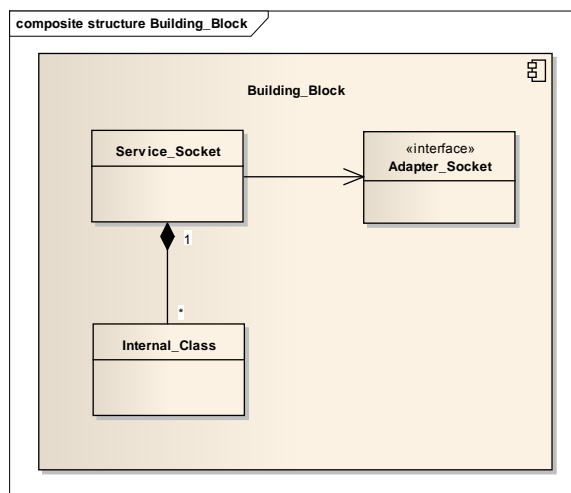 composite structure Building_Block
Building_Block
Service_Socket
«interface»
Adapter_Socket
1
*
Internal_Class